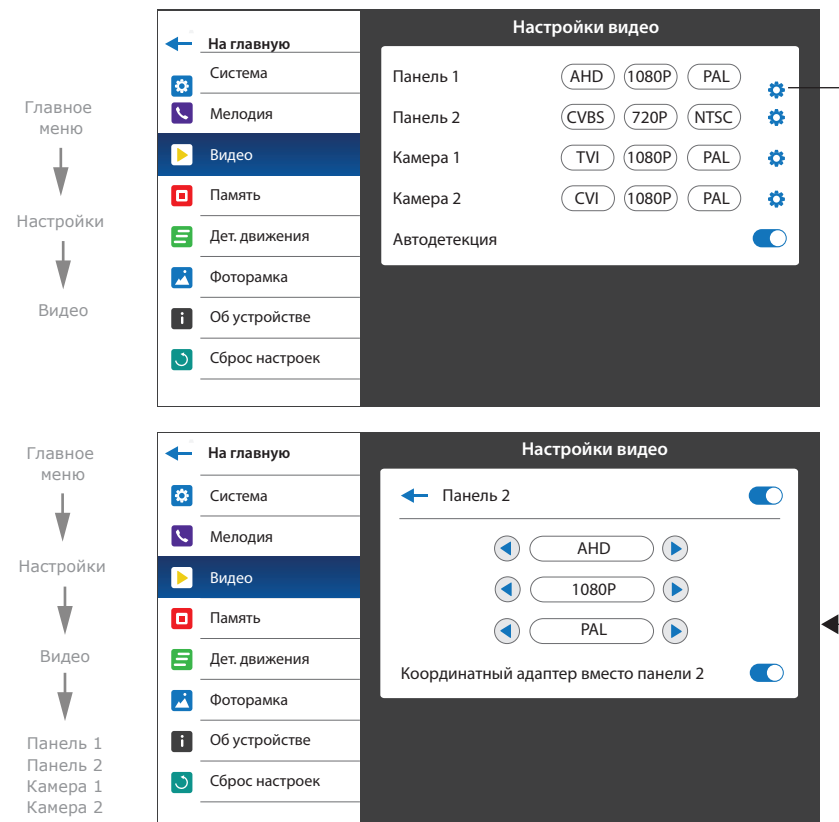 Главное
меню
Настройки
Видео
На главную
Система
Мелодия
Видео
Память
Дет. движения
Фоторамка
Об устройстве
Сброс настроек
Настройки видео
Панель 1 AHD 1080P PAL
Панель 2 CVBS 720P NTSC
Камера 1 TVI 1080P PAL
Камера 2 CVI 1080P PAL
Автодетекция
Главное
меню
Настройки
Видео
Панель 1
Панель 2
Камера 1
Камера 2
На главную
Система
Мелодия
Видео
Память
Дет. движения
Фоторамка
Об устройстве
Сброс настроек
Настройки видео
Панель 2
AHD
1080P
PAL
Координатный адаптер вместо панели 2